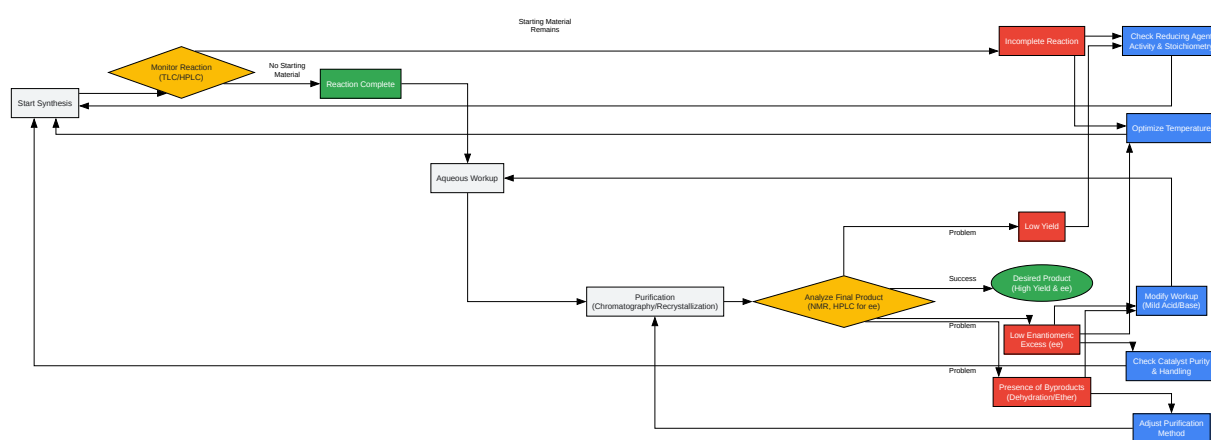 Starting Material
Remains
Incomplete Reaction
Check Reducing Agent
Activity & Stoichiometry
Monitor Reaction
(TLC/HPLC)
No Starting
Material
Reaction Complete
Start Synthesis
Optimize Temperature
Aqueous Workup
Low Yield
Problem
Success
Desired Product
(High Yield & ee)
Purification
(Chromatography/Recrystallization)
Analyze Final Product
(NMR, HPLC for ee)
Modify Workup
(Mild Acid/Base)
Problem
Low Enantiomeric
Excess (ee)
Check Catalyst Purity
& Handling
Problem
Presence of Byproducts
(Dehydration/Ether)
Adjust Purification
Method